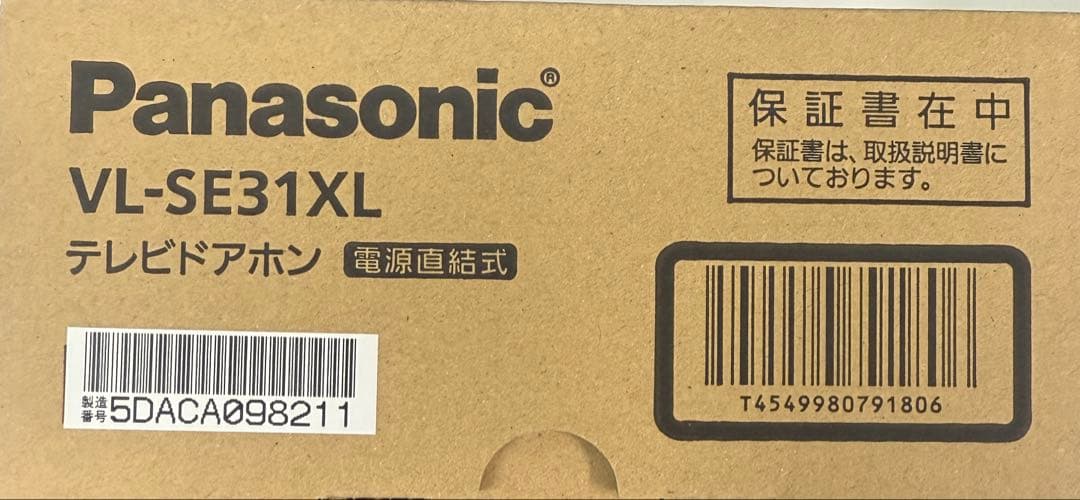 Panasonic®
VL-SE31XL
テレビドアホン 電源直結式
製造番号 5DACA098211
保証書在中
保証書は、取扱説明書に
ついております。
T4549980791806